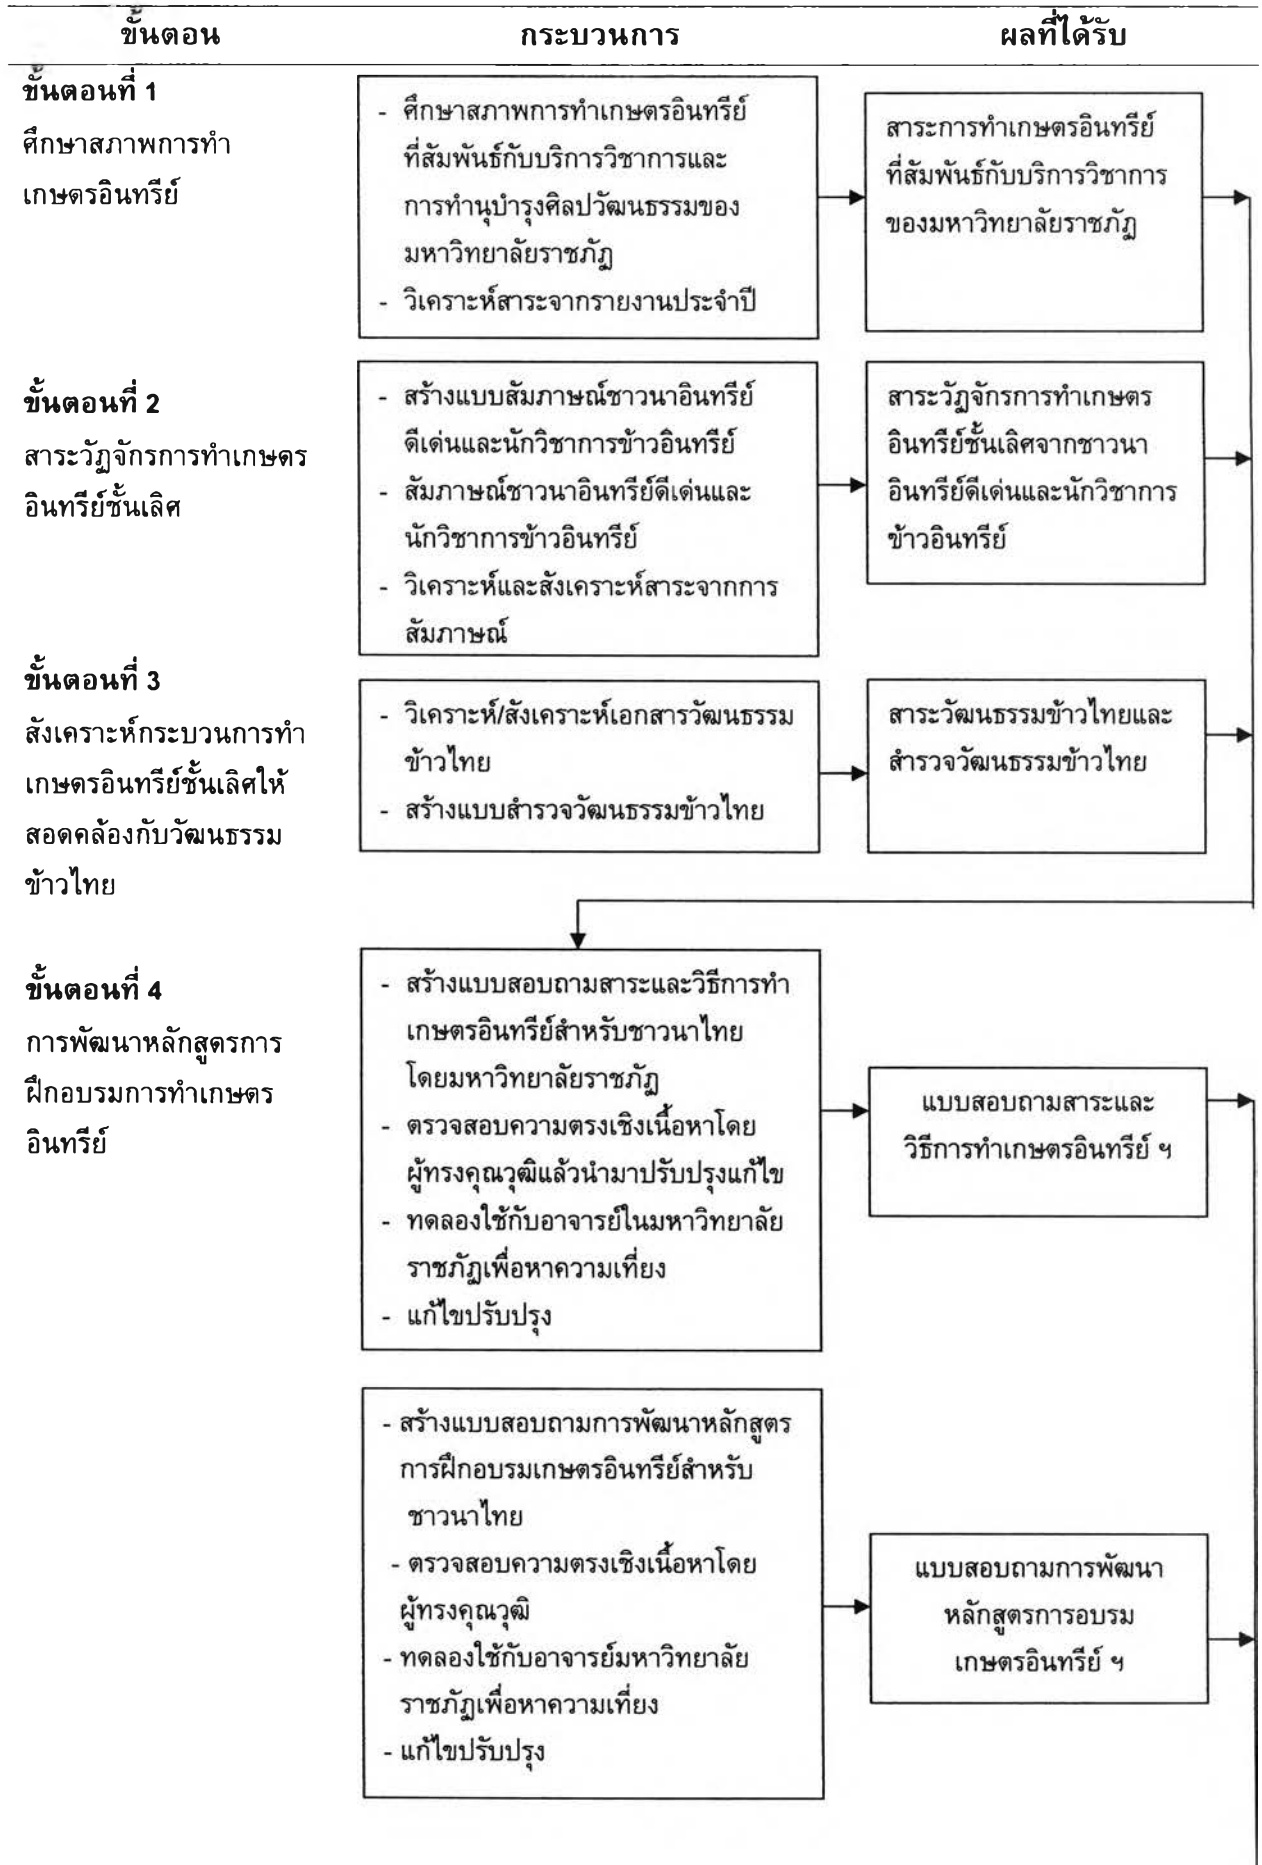 ขั้นตอน
กระบวนการ
ผลที่ได้รับ
ขั้นตอนที่ 1
ศึกษาสภาพการทำ
เกษตรอินทรีย์
- ศึกษาสภาพการทำเกษตรอินทรีย์
ที่สัมพันธ์กับบริการวิชาการและ
การทำนุบำรุงศิลปวัฒนธรรมของ
มหาวิทยาลัยราชภัฏ
- วิเคราะห์สาระจากรายงานประจำปี
สาระการทำเกษตรอินทรีย์
ที่สัมพันธ์กับบริการวิชาการ
ของมหาวิทยาลัยราชภัฏ
ขั้นตอนที่ 2
สาระวัฏจักรการทำเกษตร
อินทรีย์ชั้นเลิศ
- สร้างแบบสัมภาษณ์ชาวนาอินทรีย์
ดีเด่นและนักวิชาการข้าวอินทรีย์
- สัมภาษณ์ชาวนาอินทรีย์ดีเด่นและ
นักวิชาการข้าวอินทรีย์
- วิเคราะห์และสังเคราะห์สาระจากการ
สัมภาษณ์
สาระวัฏจักรการทำเกษตร
อินทรีย์ชั้นเลิศจากชาวนา
อินทรีย์ดีเด่นและนักวิชาการ
ข้าวอินทรีย์
ขั้นตอนที่ 3
สังเคราะห์กระบวนการทำ
เกษตรอินทรีย์ชั้นเลิศให้
สอดคล้องกับวัฒนธรรม
ข้าวไทย
- วิเคราะห์/สังเคราะห์เอกสารวัฒนธรรม
ข้าวไทย
- สร้างแบบสำรวจวัฒนธรรมข้าวไทย
สาระวัฒนธรรมข้าวไทยและ
สำรวจวัฒนธรรมข้าวไทย
ขั้นตอนที่ 4
การพัฒนาหลักสูตรการ
ฝึกอบรมการทำเกษตร
อินทรีย์
- สร้างแบบสอบถามสาระและวิธีการทำ
เกษตรอินทรีย์สำหรับชาวนาไทย
โดยมหาวิทยาลัยราชภัฏ
- ตรวจสอบความตรงเชิงเนื้อหาโดย
ผู้ทรงคุณวุฒิแล้วนำมาปรับปรุงแก้ไข
- ทดลองใช้กับอาจารย์ในมหาวิทยาลัย
ราชภัฏเพื่อหาความเที่ยง
- แก้ไขปรับปรุง
แบบสอบถามสาระและ
วิธีการทำเกษตรอินทรีย์ ฯ
- สร้างแบบสอบถามการพัฒนาหลักสูตร
การฝึกอบรมเกษตรอินทรีย์สำหรับ
ชาวนาไทย
- ตรวจสอบความตรงเชิงเนื้อหาโดย
ผู้ทรงคุณวุฒิ
- ทดลองใช้กับอาจารย์มหาวิทยาลัย
ราชภัฏเพื่อหาความเที่ยง
- แก้ไขปรับปรุง
แบบสอบถามการพัฒนา
หลักสูตรการอบรม
เกษตรอินทรีย์ ฯ